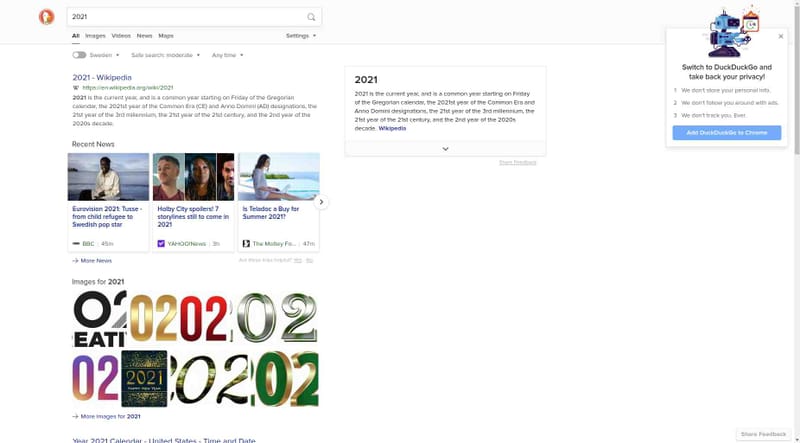 2021
All Images Videos News Maps Settings
Sweden Safe search: moderate Any time
2021 - Wikipedia
https://en.wikipedia.org/wiki/2021
2021 is the current year, and is a common year starting on Friday of the Gregorian
calendar, the 2021st year of the Common Era (CE) and Anno Domini (AD) designations, the
21st year of the 3rd millennium, the 21st year of the 21st century, and the 2nd year of the
2020s decade.
Recent News
Eurovision 2021: Tusse -
from child refugee to
Swedish pop star
BBC | 45m
Holby City spoilers! 7
storylines still to come in
2021
YAHOO!News | 3h
Is Teladoc a Buy for
Summer 2021?
The Motley Fo... | 47m
→ More News
Are these links helpful? Yes No
Images for 2021
O2
EATI
0202
2021
02
2021
HAPPY NEW YEAR
2020
02
→ More Images for 2021
Year 2021 Calendar - United States - Time and Date
2021
2021 is the current year, and is a common year starting on Friday
of the Gregorian calendar, the 2021st year of the Common Era and
Anno Domini designations, the 21st year of the 3rd millennium, the
21st year of the 21st century, and the 2nd year of the 2020s
decade. Wikipedia
Share Feedback
Switch to DuckDuckGo and
take back your privacy!
1 We don't store your personal info.
2 We don't follow you around with ads.
3 We don't track you. Ever.
Add DuckDuckGo to Chrome
Share Feedback